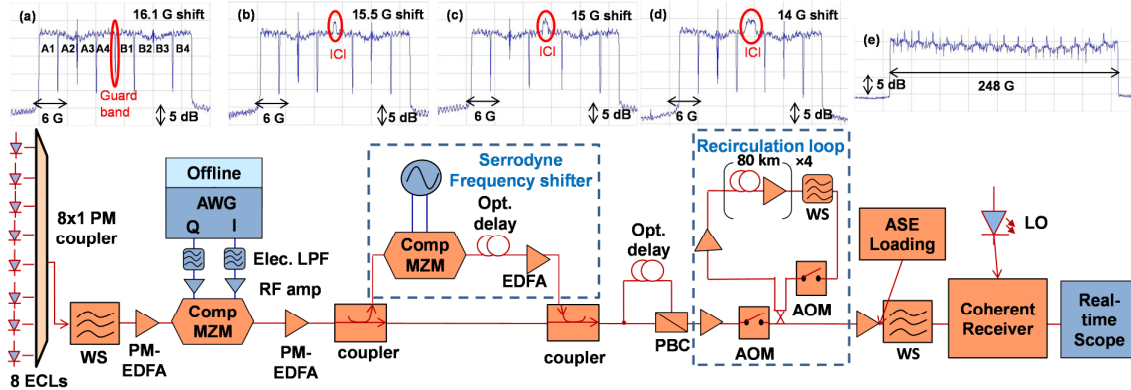 (a)
16.1 G shift
A1 A2 A3 A4 B1 B2 B3 B4
Guard
band
6 G
5 dB
(b)
15.5 G shift
ICI
6 G
5 dB
(c)
15 G shift
ICI
6 G
5 dB
(d)
14 G shift
ICI
6 G
5 dB
(e)
5 dB
248 G
8x1 PM
coupler
8 ECLs
WS
PM-
EDFA
Offline
AWG
Q I
Elec. LPF
RF amp
Comp
MZM
PM-
EDFA
coupler
Serrodyne
Frequency shifter
Comp
MZM
Opt.
delay
EDFA
coupler
Opt.
delay
PBC
Recirculation loop
80 km
×4
WS
AOM
AOM
ASE
Loading
WS
LO
Coherent
Receiver
Real-
time
Scope